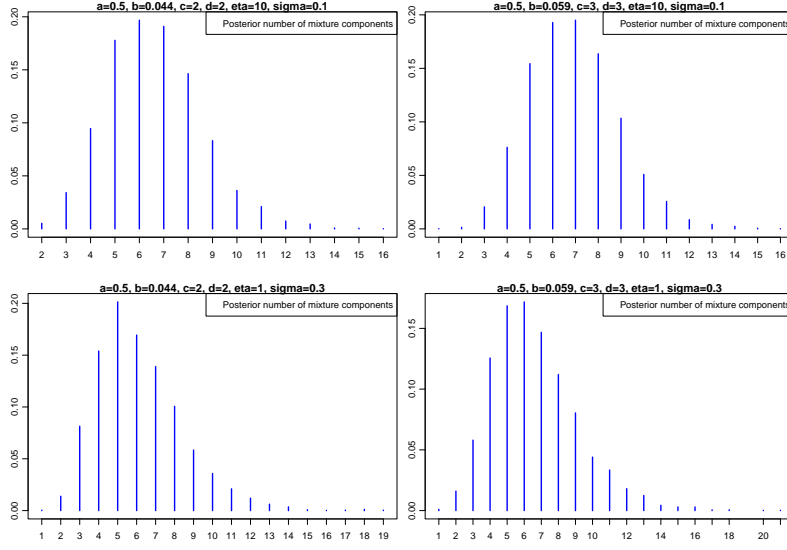 a=0.5, b=0.044, c=2, d=2, eta=10, sigma=0.1
Posterior number of mixture components
0.00 0.05 0.10 0.15 0.20
2 3 4 5 6 7 8 9 10 11 12 13 14 15 16
a=0.5, b=0.059, c=3, d=3, eta=10, sigma=0.1
Posterior number of mixture components
0.00 0.05 0.10 0.15 0.20
1 2 3 4 5 6 7 8 9 10 11 12 13 14 15 16
a=0.5, b=0.044, c=2, d=2, eta=1, sigma=0.3
Posterior number of mixture components
0.00 0.05 0.10 0.15 0.20
1 2 3 4 5 6 7 8 9 10 11 12 13 14 15 16 17 18 19
a=0.5, b=0.059, c=3, d=3, eta=1, sigma=0.3
Posterior number of mixture components
0.00 0.05 0.10 0.15
1 2 3 4 5 6 7 8 9 10 12 14 16 18 20